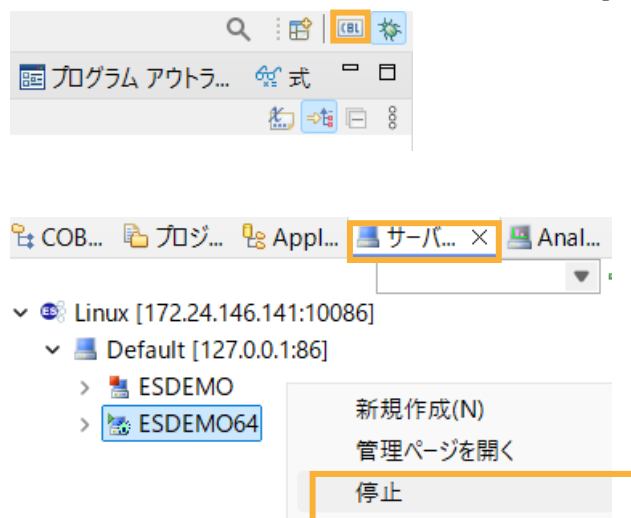 CBL
プログラム アウトラ... 式
COB... プロジ... Appl... サーバ... Anal...
ES Linux [172.24.146.141:10086]
Default [127.0.0.1:86]
ESDEMO
ESDEMO64
新規作成(N)
管理ページを開く
停止